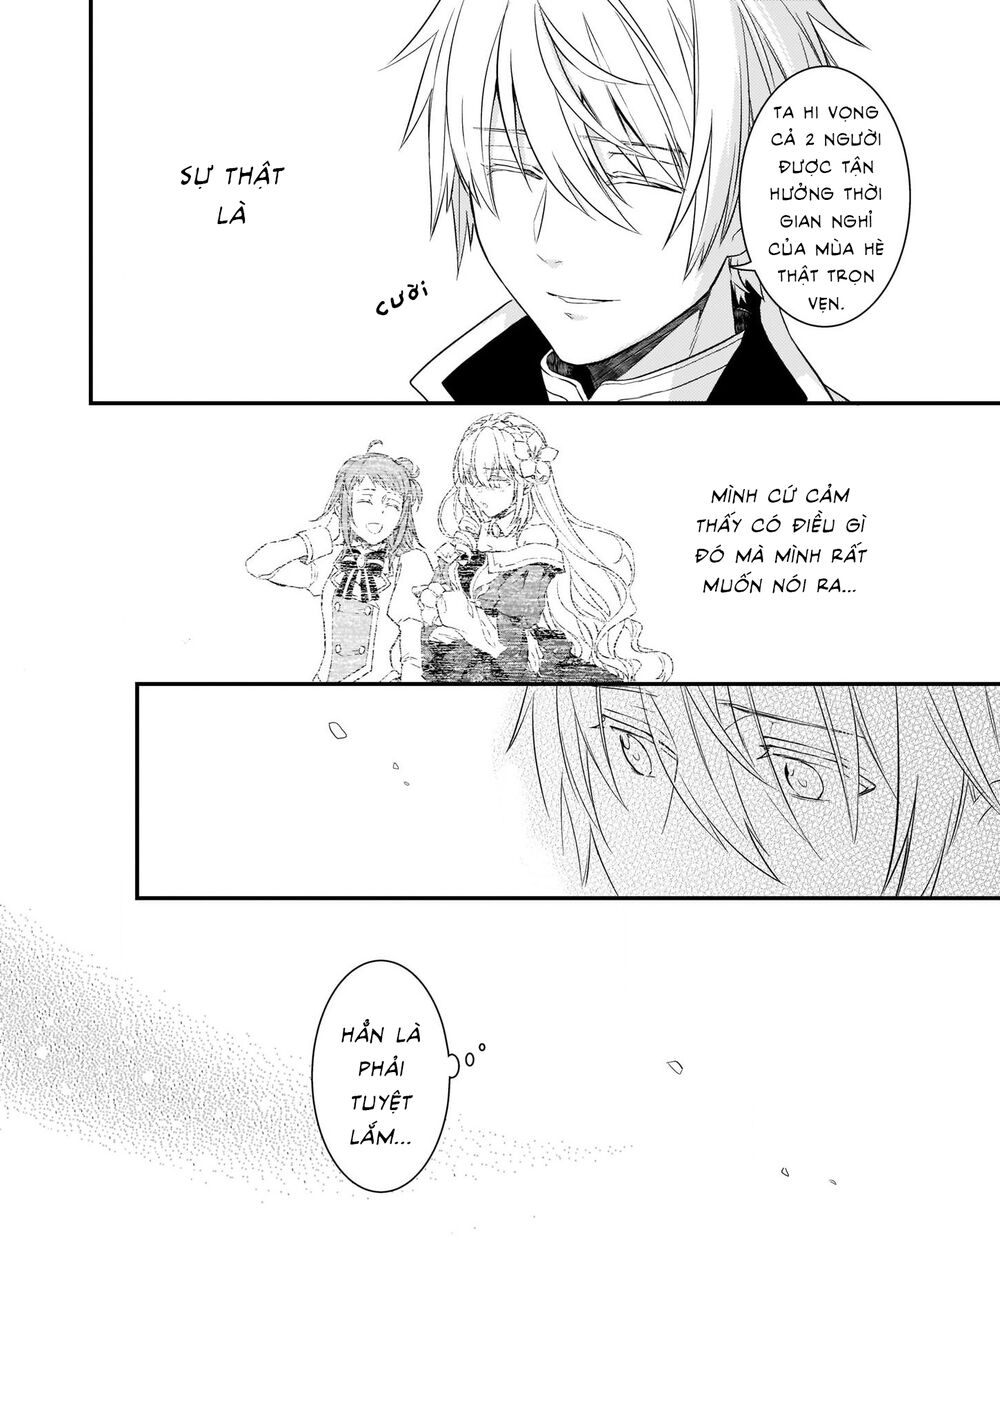 TA HI VỌNG
CẢ 2 NGƯỜI
ĐƯỢC TẬN
HƯỞNG THỜI
GIAN NGHỈ
CỦA MÙA HÈ
THẬT TRỌN
VẸN.
SỰ THẬT
LÀ
CƯỜI
MÌNH CỨ CẢM
THẤY CÓ ĐIỀU GÌ
ĐÓ MÀ MÌNH RẤT
MUỐN NÓI RA...
HẲN LÀ
PHẢI
TUYỆT
LẮM...